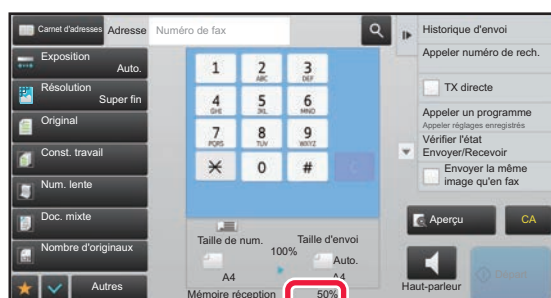 Carnet d'adresses
Adresse
Numéro de fax
Exposition
Auto.
Résolution
Super fin
Original
Const. travail
Num. lente
Doc. mixte
Nombre d'originaux
Autres
1
2
ABC
3
DEF
4
GHI
5
JKL
6
MNO
7
PQRS
8
TUV
9
WXYZ
0
#
C
Taille de num.
100%
Taille d'envoi
Auto.
A4
A4
Mémoire réception
50%
Historique d'envoi
Appeler numéro de rech.
TX directe
Appeler un programme
Appeler réglages enregistrés
Vérifier l'état
Envoyer/Recevoir
Envoyer la même
image qu'en fax
Aperçu
CA
Haut-parleur
Départ